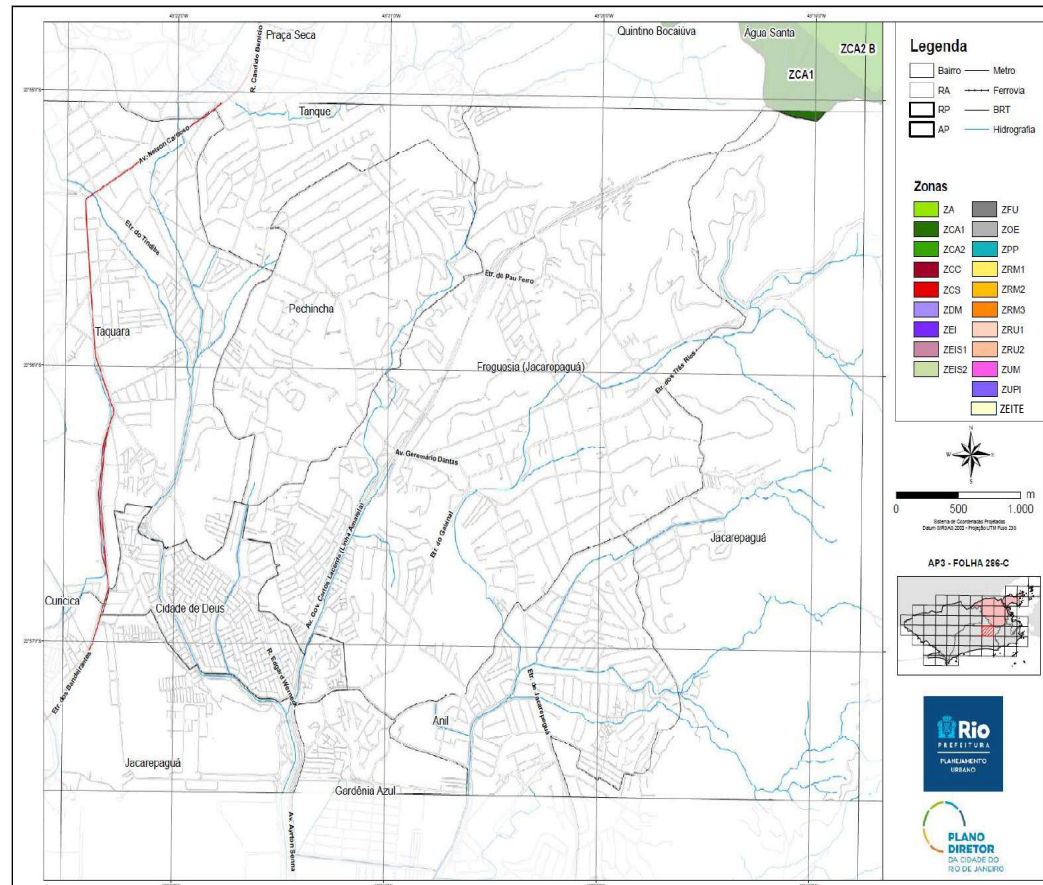 Praça Seca
Quintino Bocaiúva
Água Santa
ZCA2 B
ZCA1
R. Candido Benício
Tanque
Av. Nelson Cardoso
Etr. do Tindiba
Etr. do Pau Ferro
Pechincha
Taquara
Freguesia (Jacarepaguá)
Etr. dos Três Rios
Av. Geremário Dantas
Av. Gov. Carlos Lacerda (Linha Amarela)
Etr. do Gabinal
Jacarepaguá
Curicica
Cidade de Deus
R. Edgard Werneck
Etr. dos Bandeirantes
Etr. de Jacarepaguá
Anil
Jacarepaguá
Gardênia Azul
Av. Ayrton Senna
Legenda
Bairro
Metro
RA
Ferrovia
RP
BRT
AP
Hidrografia
Zonas
ZA
ZFU
ZCA1
ZOE
ZCA2
ZPP
ZCC
ZRM1
ZCS
ZRM2
ZDM
ZRM3
ZEI
ZRU1
ZEIS1
ZRU2
ZEIS2
ZUM
ZUPI
ZEITE
N
W
E
S
m
0 500 1.000
Sistema de Coordenadas Projetadas
AP3 - FOLHA 286-C
Rio
PREFEITURA
PLANEJAMENTO
URBANO
PLANO
DIRETOR
DA CIDADE DO
RIO DE JANEIRO